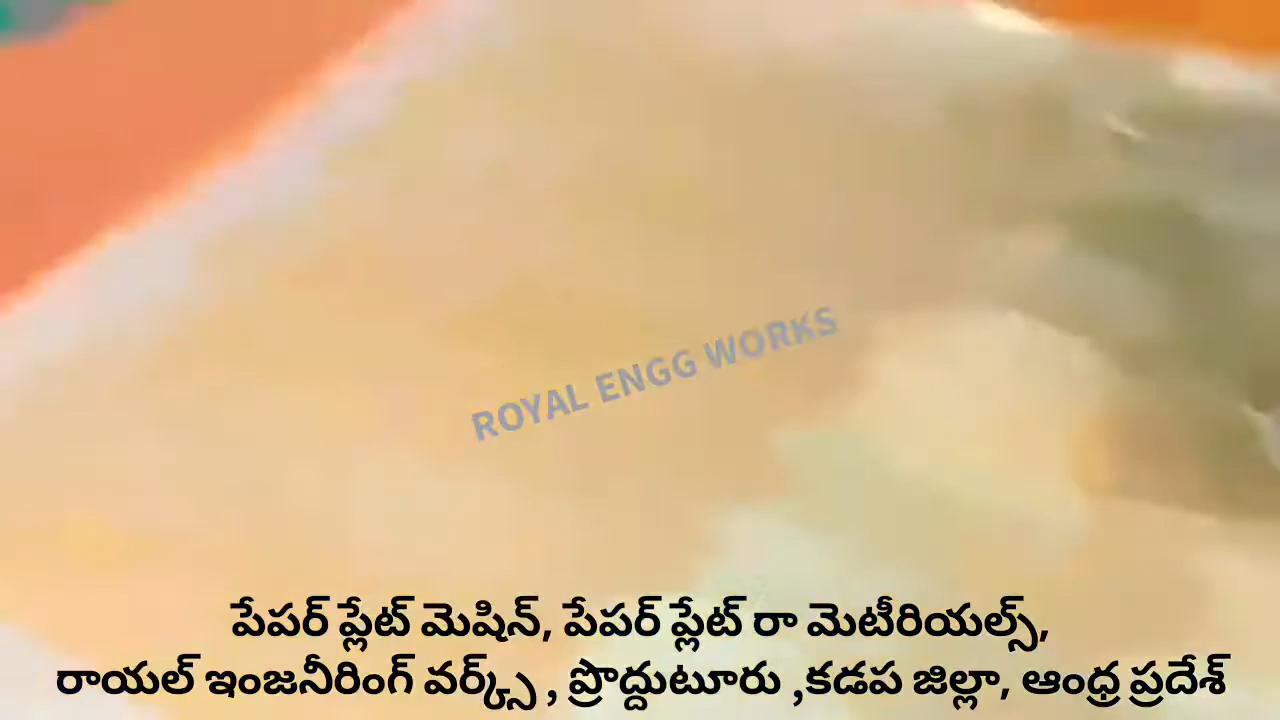 ROYAL ENGG WORKS
పేపర్ ప్లేట్ మెషిన్, పేపర్ ప్లేట్ రా మెటీరియల్స్,
రాయల్ ఇంజనీరింగ్ వర్క్స్ , ప్రొద్దుటూరు ,కడప జిల్లా, ఆంధ్ర ప్రదేశ్